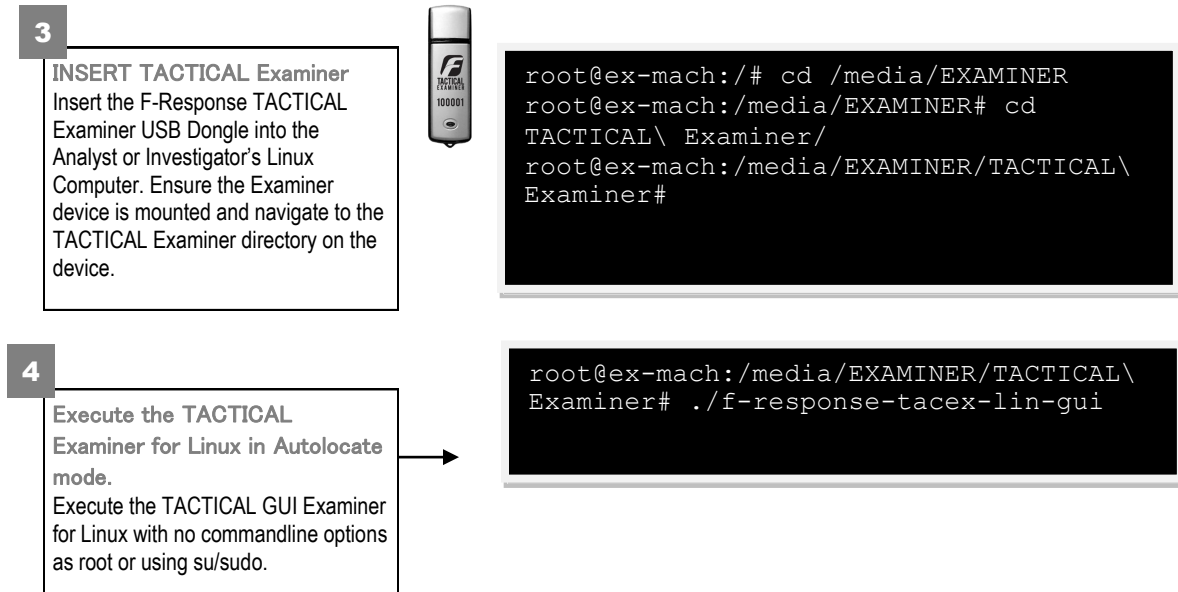 3
INSERT TACTICAL Examiner
Insert the F-Response TACTICAL
Examiner USB Dongle into the
Analyst or Investigator’s Linux
Computer. Ensure the Examiner
device is mounted and navigate to the
TACTICAL Examiner directory on the
device.
F
TACTICAL
EXAMINER
100001
root@ex-mach:/# cd /media/EXAMINER
root@ex-mach:/media/EXAMINER# cd
TACTICAL\ Examiner/
root@ex-mach:/media/EXAMINER/TACTICAL\
Examiner#
4
Execute the TACTICAL
Examiner for Linux in Autolocate
mode.
Execute the TACTICAL GUI Examiner
for Linux with no commandline options
as root or using su/sudo.
root@ex-mach:/media/EXAMINER/TACTICAL\
Examiner# ./f-response-tacex-lin-gui